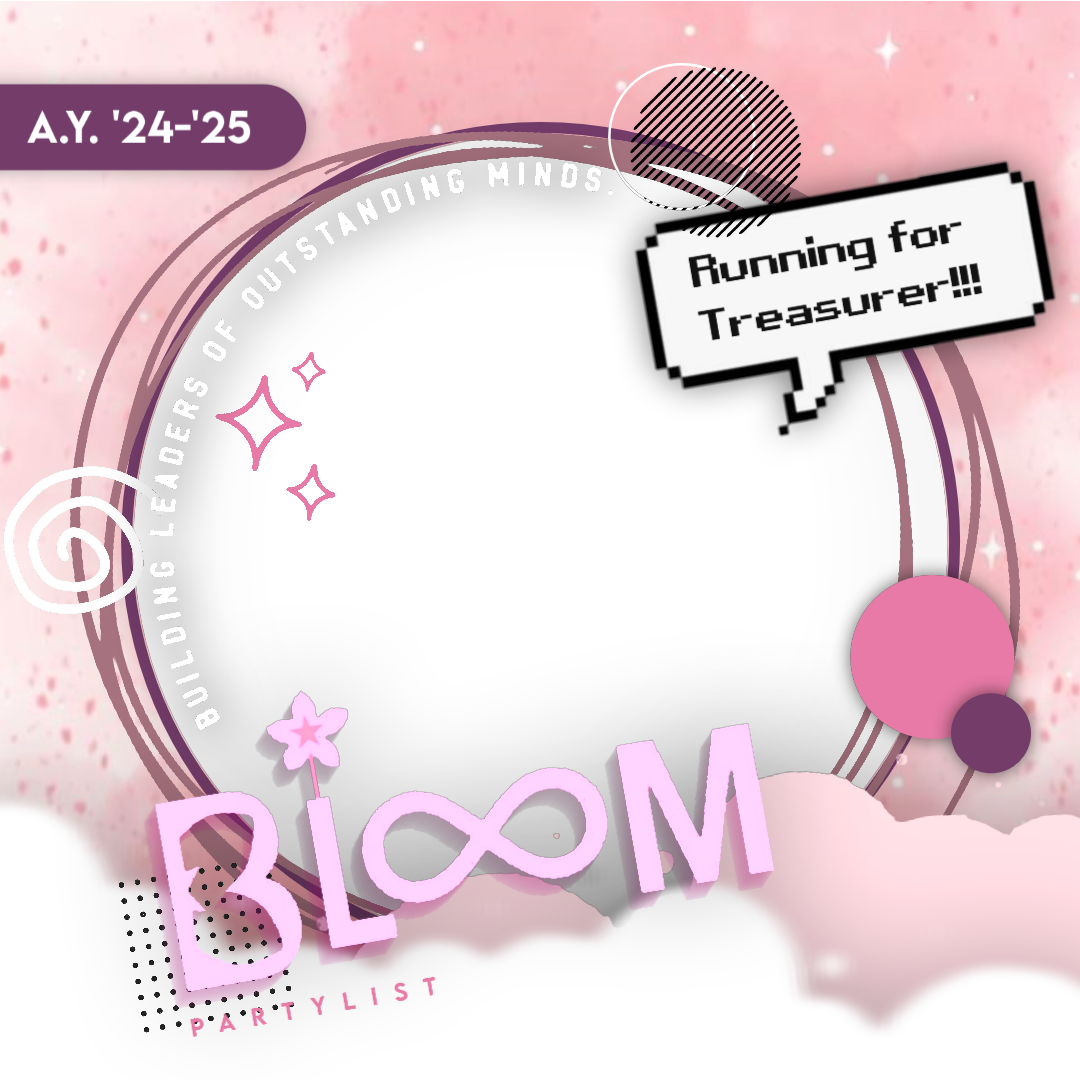 A.Y. '24-'25
BUILDING LEADERS OF OUTSTANDING MINDS.
Running for
Treasurer!!!
BLOOM
PARTYLIST